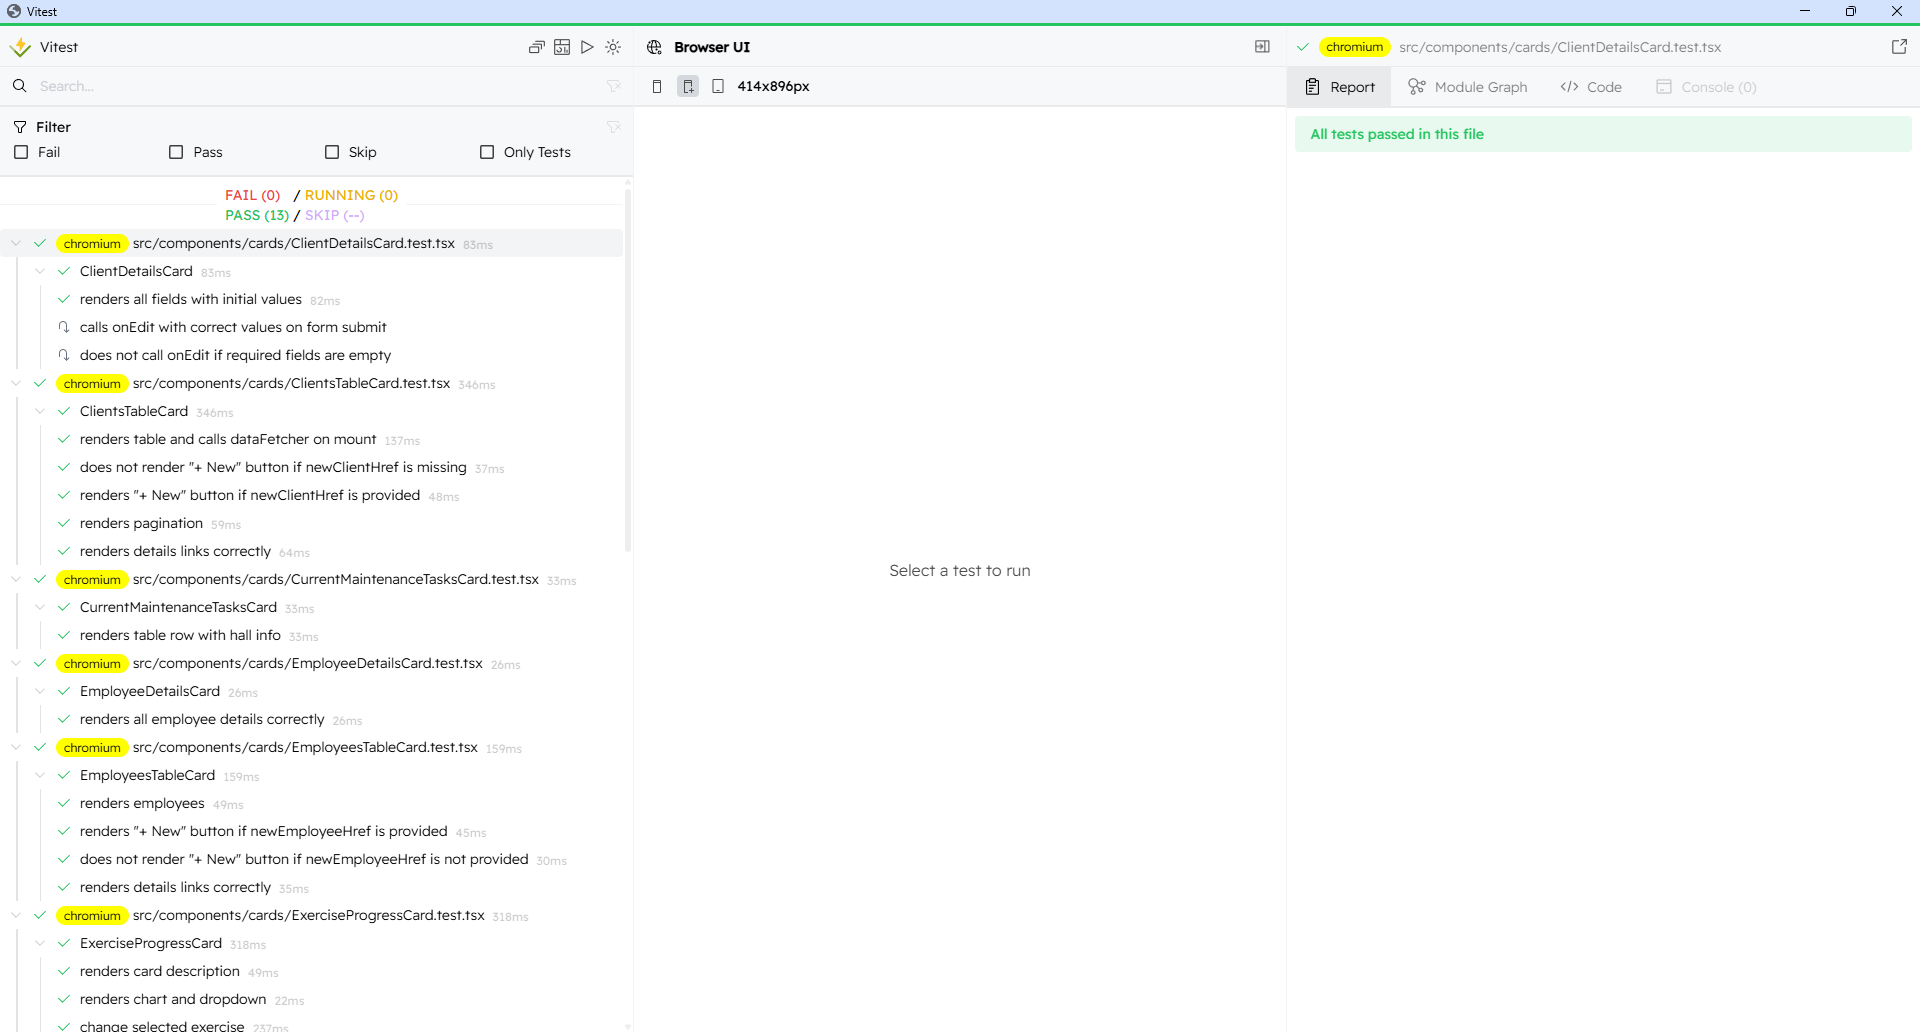 Vitest
Vitest
Search...
Filter
Fail
Pass
Skip
Only Tests
FAIL (0) / RUNNING (0)
PASS (13) / SKIP (--)
chromium src/components/cards/ClientDetailsCard.test.tsx 83ms
ClientDetailsCard 83ms
renders all fields with initial values 82ms
calls onEdit with correct values on form submit
does not call onEdit if required fields are empty
chromium src/components/cards/ClientsTableCard.test.tsx 346ms
ClientsTableCard 346ms
renders table and calls dataFetcher on mount 137ms
does not render "+ New" button if newClientHref is missing 37ms
renders "+ New" button if newClientHref is provided 48ms
renders pagination 59ms
renders details links correctly 64ms
chromium src/components/cards/CurrentMaintenanceTasksCard.test.tsx 33ms
CurrentMaintenanceTasksCard 33ms
renders table row with hall info 33ms
chromium src/components/cards/EmployeeDetailsCard.test.tsx 26ms
EmployeeDetailsCard 26ms
renders all employee details correctly 26ms
chromium src/components/cards/EmployeesTableCard.test.tsx 159ms
EmployeesTableCard 159ms
renders employees 49ms
renders "+ New" button if newEmployeeHref is provided 45ms
does not render "+ New" button if newEmployeeHref is not provided 30ms
renders details links correctly 35ms
chromium src/components/cards/ExerciseProgressCard.test.tsx 318ms
ExerciseProgressCard 318ms
renders card description 49ms
renders chart and dropdown 22ms
change selected exercise 237ms
Browser UI
414x896px
Select a test to run
chromium src/components/cards/ClientDetailsCard.test.tsx
Report
Module Graph
</> Code
Console (0)
All tests passed in this file